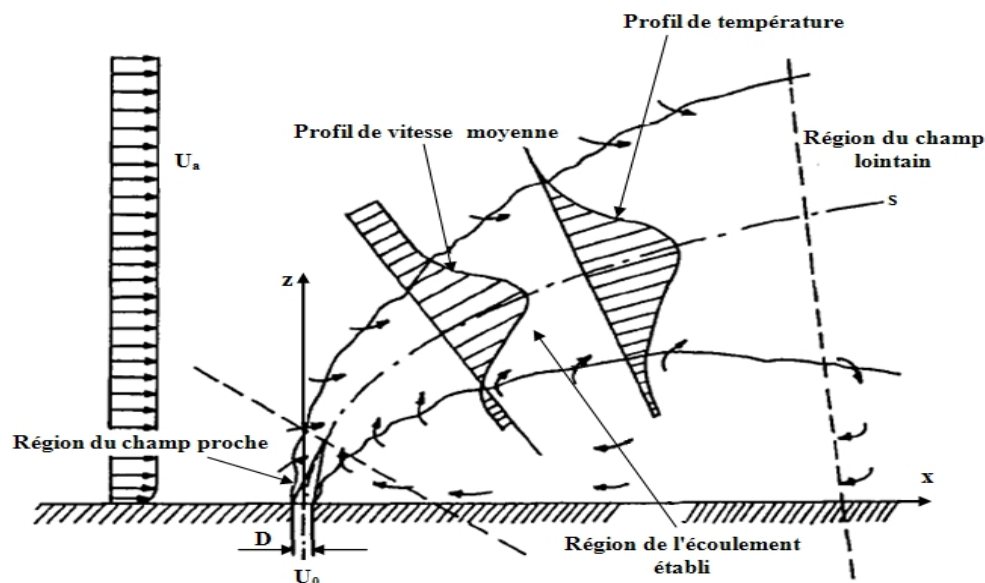 Profil de température
Profil de vitesse moyenne
Région du champ
lointain
Uₐ
s
z
Région du champ proche
x
D
Région de l'écoulement
établi
U₀